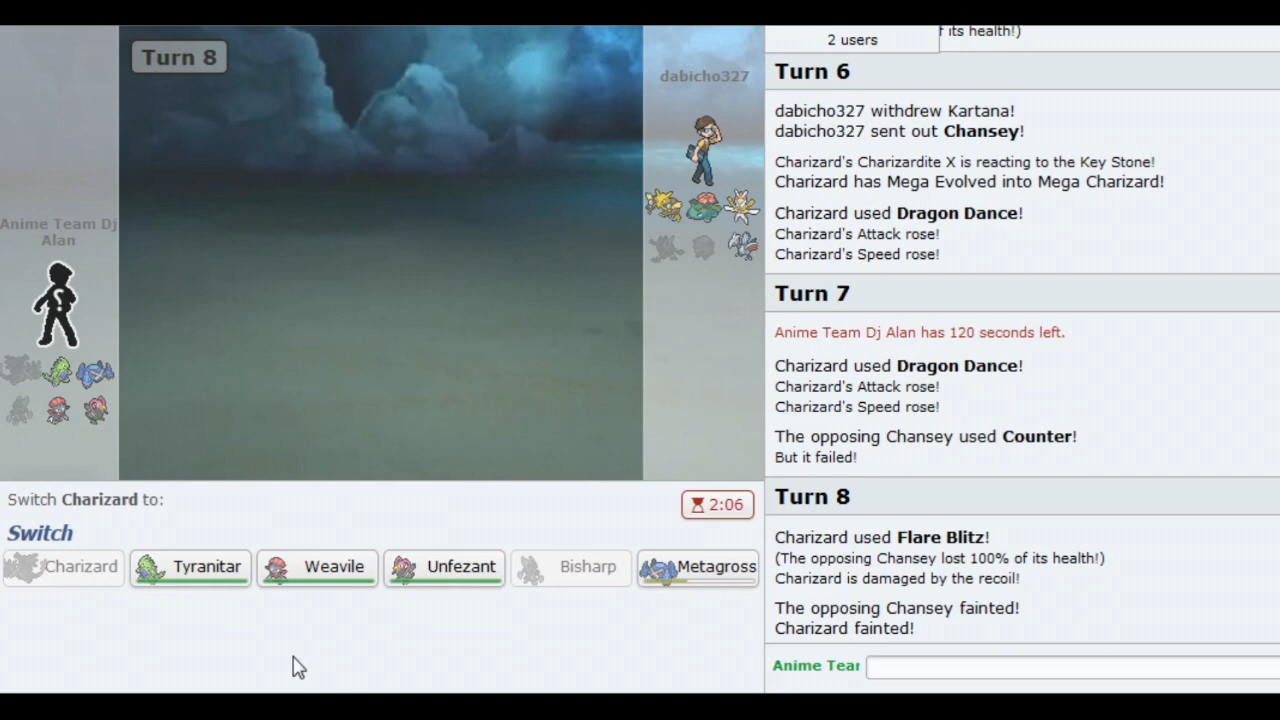 Turn 8
dabicho327
Anime Team Dj
Alan
Switch Charizard to:
2:06
Switch
Charizard
Tyranitar
Weavile
Unfezant
Bisharp
Metagross
2 users
f its health!)
Turn 6
dabicho327 withdrew Kartana!
dabicho327 sent out Chansey!
Charizard's Charizardite X is reacting to the Key Stone!
Charizard has Mega Evolved into Mega Charizard!
Charizard used Dragon Dance!
Charizard's Attack rose!
Charizard's Speed rose!
Turn 7
Anime Team Dj Alan has 120 seconds left.
Charizard used Dragon Dance!
Charizard's Attack rose!
Charizard's Speed rose!
The opposing Chansey used Counter!
But it failed!
Turn 8
Charizard used Flare Blitz!
(The opposing Chansey lost 100% of its health!)
Charizard is damaged by the recoil!
The opposing Chansey fainted!
Charizard fainted!
Anime Tear